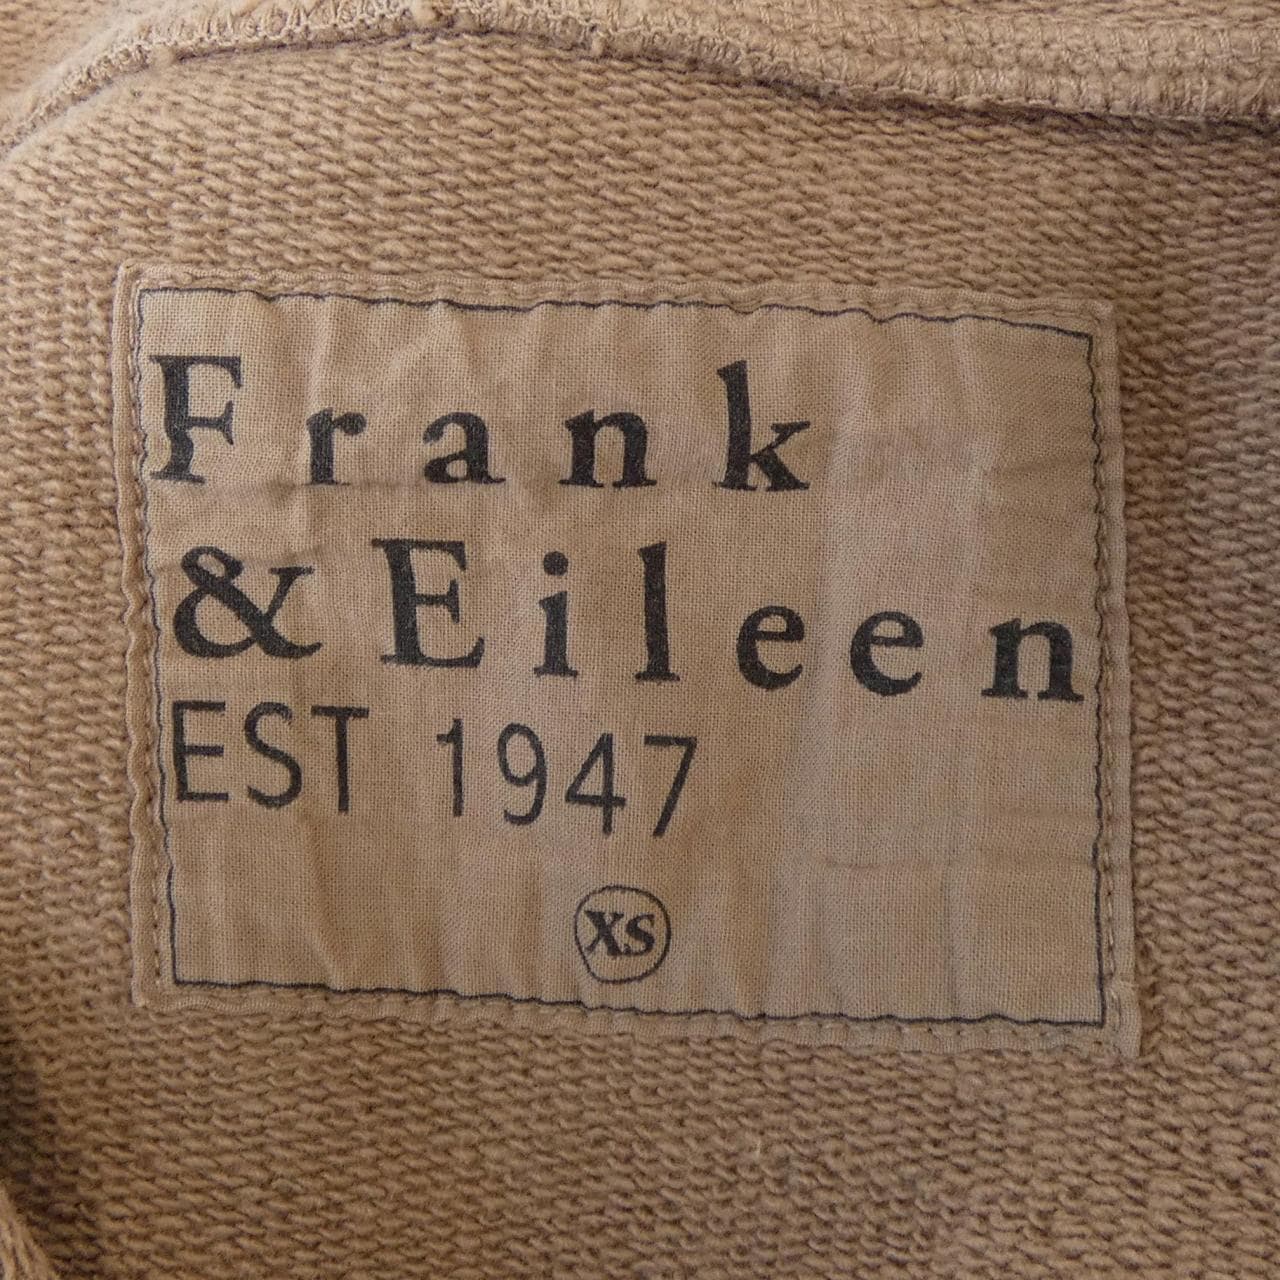 Frank
& Eileen
EST 1947
XS